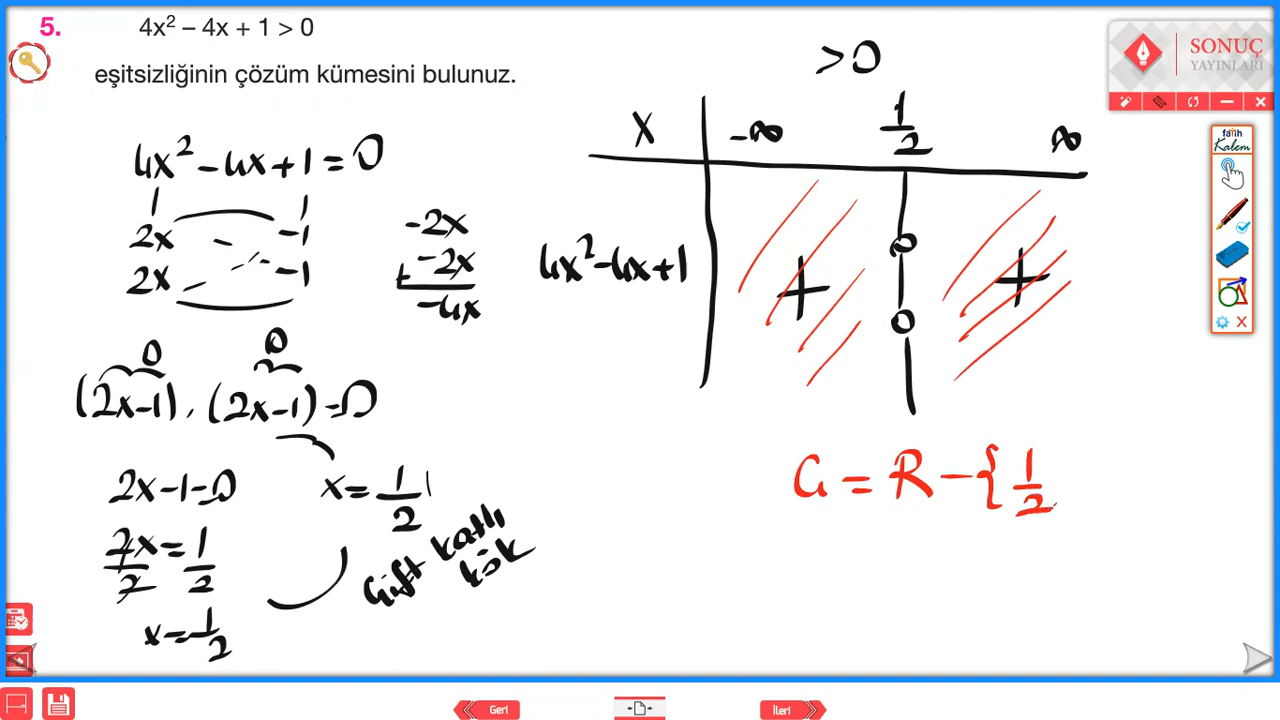 5. 4x² – 4x + 1 > 0
eşitsizliğinin çözüm kümesini bulunuz.
SONUÇ
YAYINLARI
fatih
Kalem
>0
x -∞ 1/2 ∞
4x²-4x+1 + +
4x²-4x+1=0
2x -1
2x -1
-2x
+ -2x
-4x
0 0
(2x-1).(2x-1)=0
2x-1=0
2x/2=1/2
x=1/2
x=1/2
Çift katlı
kök
Ç = R - {1/2
Geri
İleri